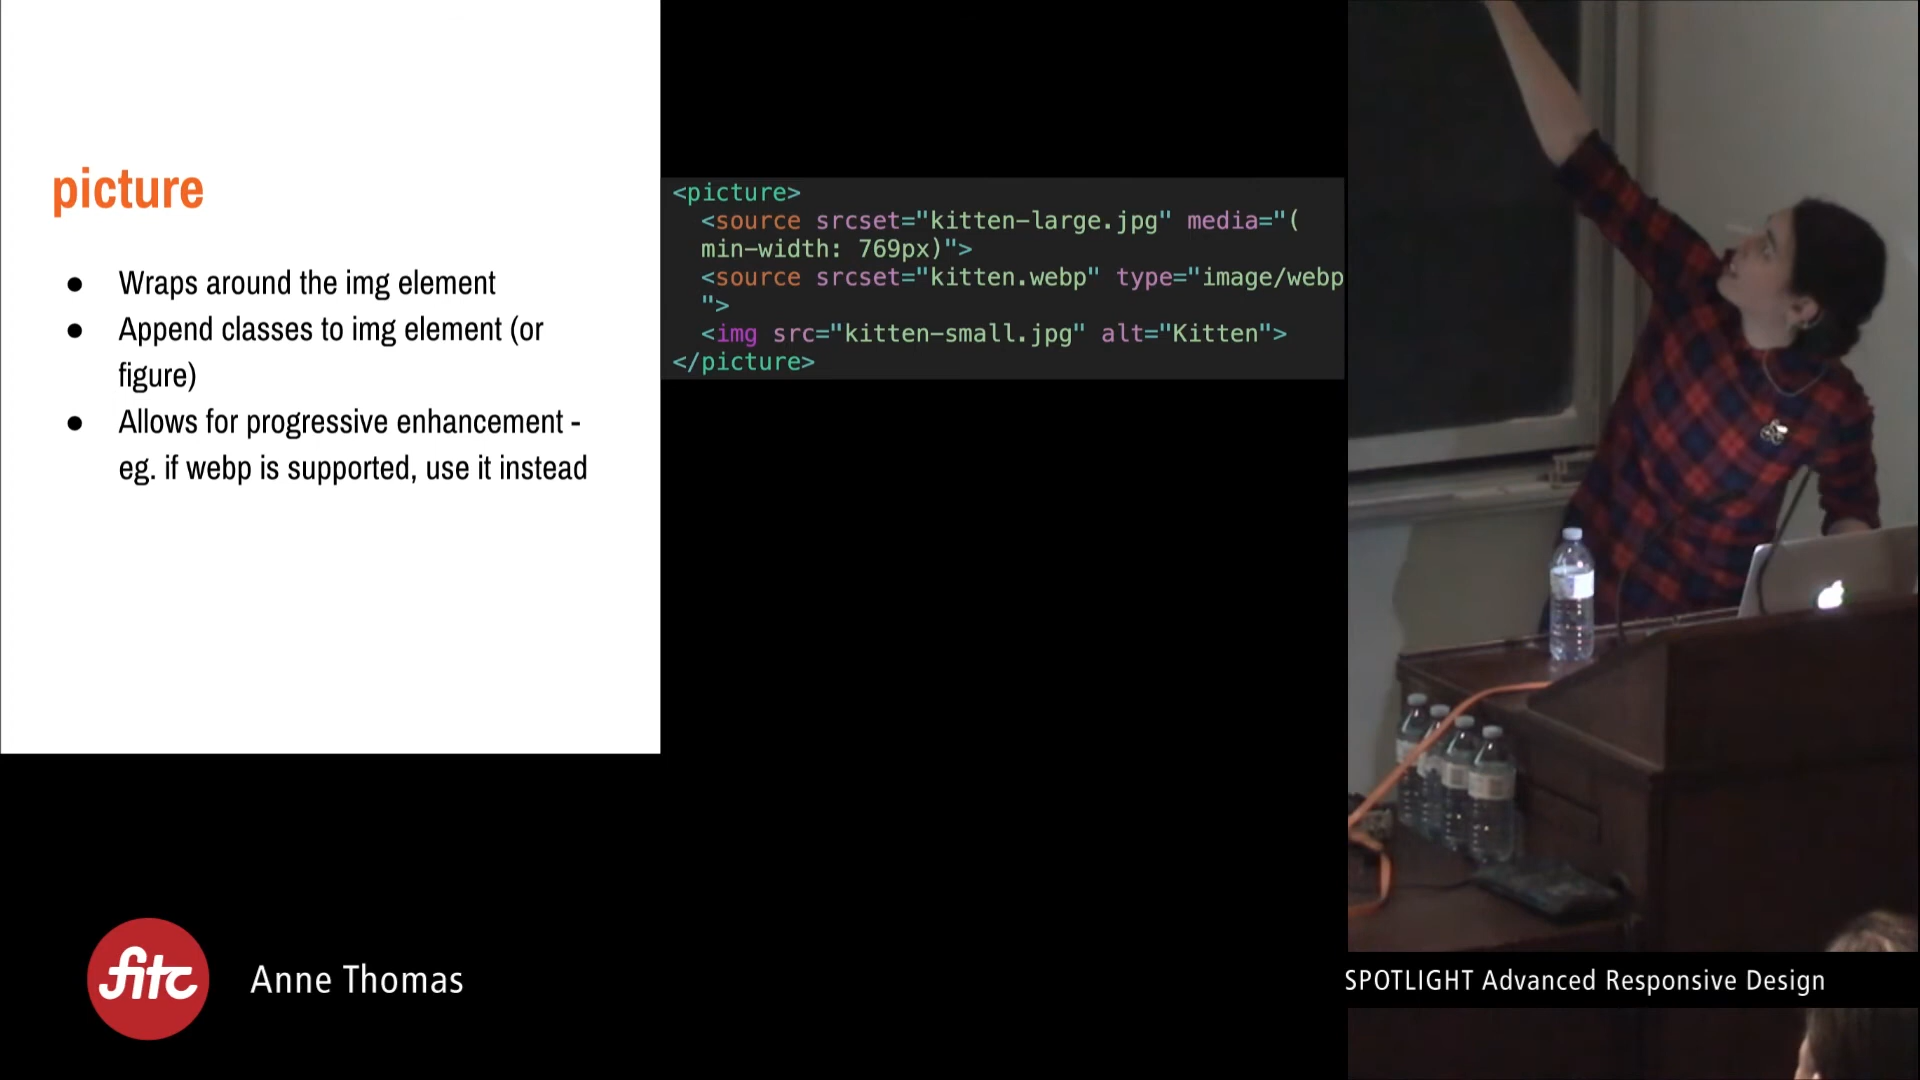 picture
● Wraps around the img element
● Append classes to img element (or
figure)
● Allows for progressive enhancement -
eg. if webp is supported, use it instead
<picture>
<source srcset="kitten-large.jpg" media="(
min-width: 769px)">
<source srcset="kitten.webp" type="image/webp
">
<img src="kitten-small.jpg" alt="Kitten">
</picture>
fitc
Anne Thomas
SPOTLIGHT Advanced Responsive Design